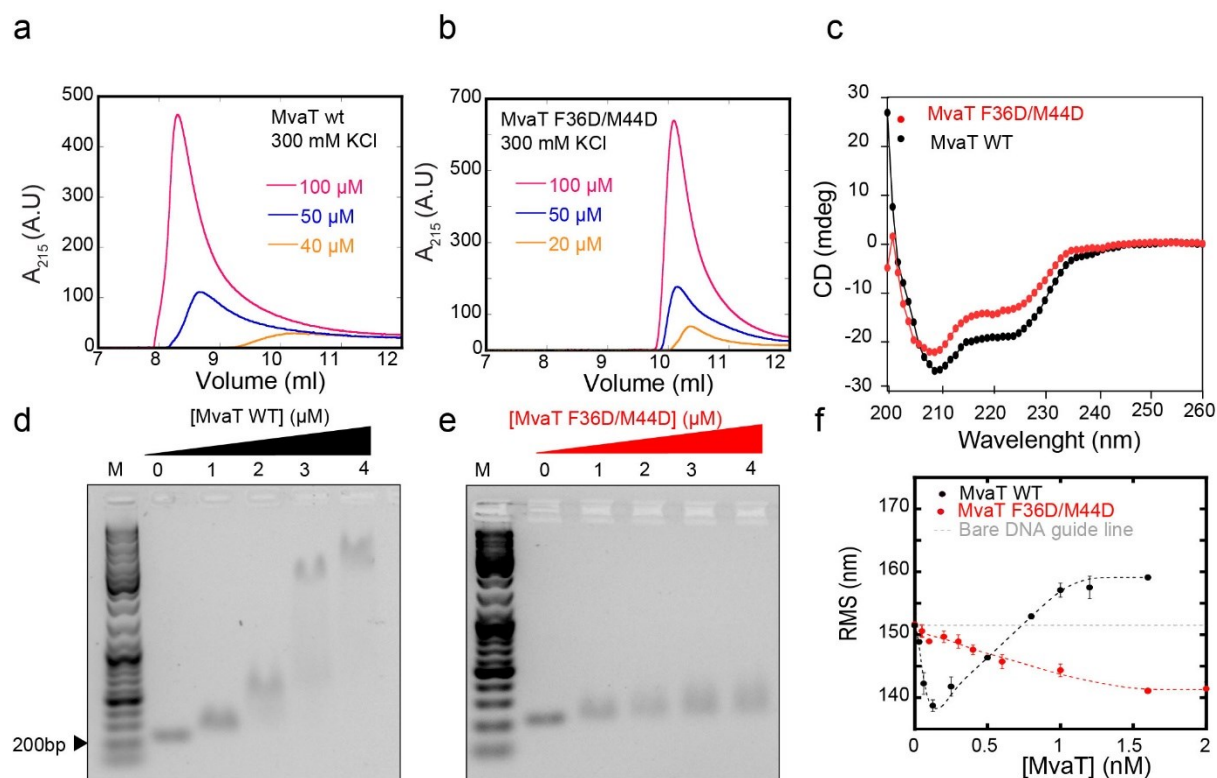 a
b
c
500
400
300
200
100
0
7
8
9
10
11
12
A215 (A.U)
Volume (ml)
MvaT wt
300 mM KCl
100 µM
50 µM
40 µM
700
600
400
200
0
7
8
9
10
11
12
A215 (A.U)
Volume (ml)
MvaT F36D/M44D
300 mM KCl
100 µM
50 µM
20 µM
30
20
10
0
-10
-20
-30
200
210
220
230
240
250
260
CD (mdeg)
Wavelenght (nm)
MvaT F36D/M44D
MvaT WT
d
[MvaT WT] (µM)
M 0 1 2 3 4
200bp
e
[MvaT F36D/M44D] (µM)
M 0 1 2 3 4
f
MvaT WT
MvaT F36D/M44D
Bare DNA guide line
170
160
150
140
RMS (nm)
0 0.5 1 1.5 2
[MvaT] (nM)